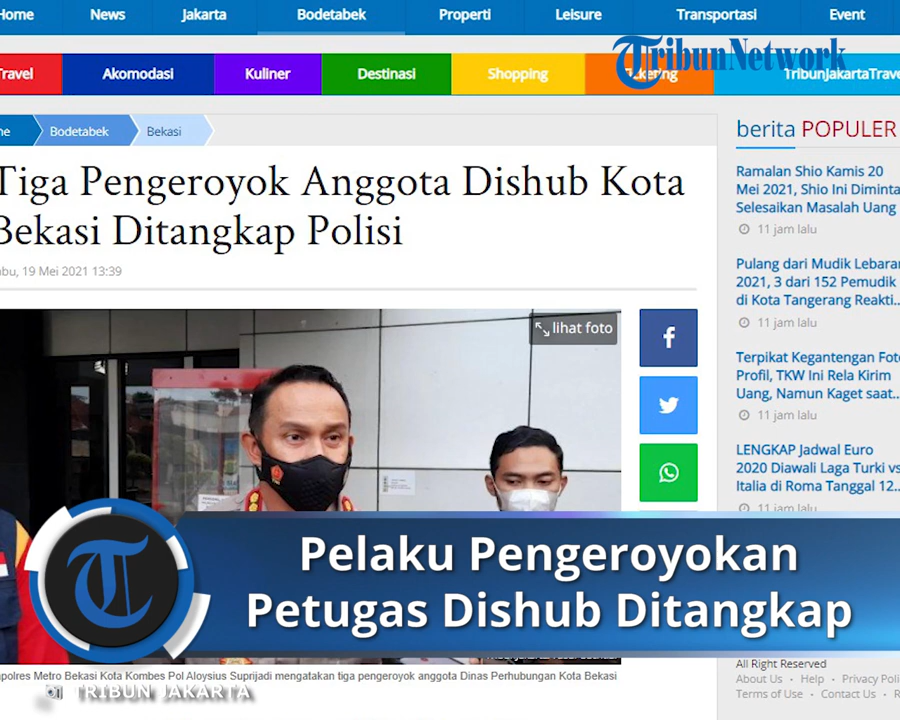 Home News Jakarta Bodetabek Properti Leisure Transportasi Event
TribunNetwork
Travel Akomodasi Kuliner Destinasi Shopping TribunJakartaTrave
Bodetabek Bekasi
berita POPULER
Tiga Pengeroyok Anggota Dishub Kota
Bekasi Ditangkap Polisi
abu, 19 Mei 2021 13:39
lihat foto
Ramalan Shio Kamis 20
Mei 2021, Shio Ini Diminta
Selesaikan Masalah Uang
11 jam lalu
Pulang dari Mudik Lebaran
2021, 3 dari 152 Pemudik
di Kota Tangerang Reakti...
11 jam lalu
Terpikat Kegantengan Foto
Profil, TKW Ini Rela Kirim
Uang, Namun Kaget saat...
11 jam lalu
LENGKAP Jadwal Euro
2020 Diawali Laga Turki vs
Italia di Roma Tanggal 12...
11 jam lalu
Pelaku Pengeroyokan
Petugas Dishub Ditangkap
apolres Metro Bekasi Kota Kombes Pol Aloysius Suprijadi mengatakan tiga pengeroyok anggota Dinas Perhubungan Kota Bekasi
TRIBUN JAKARTA
All Right Reserved
About Us • Help • Privacy Poli
Terms of Use • Contact Us • R